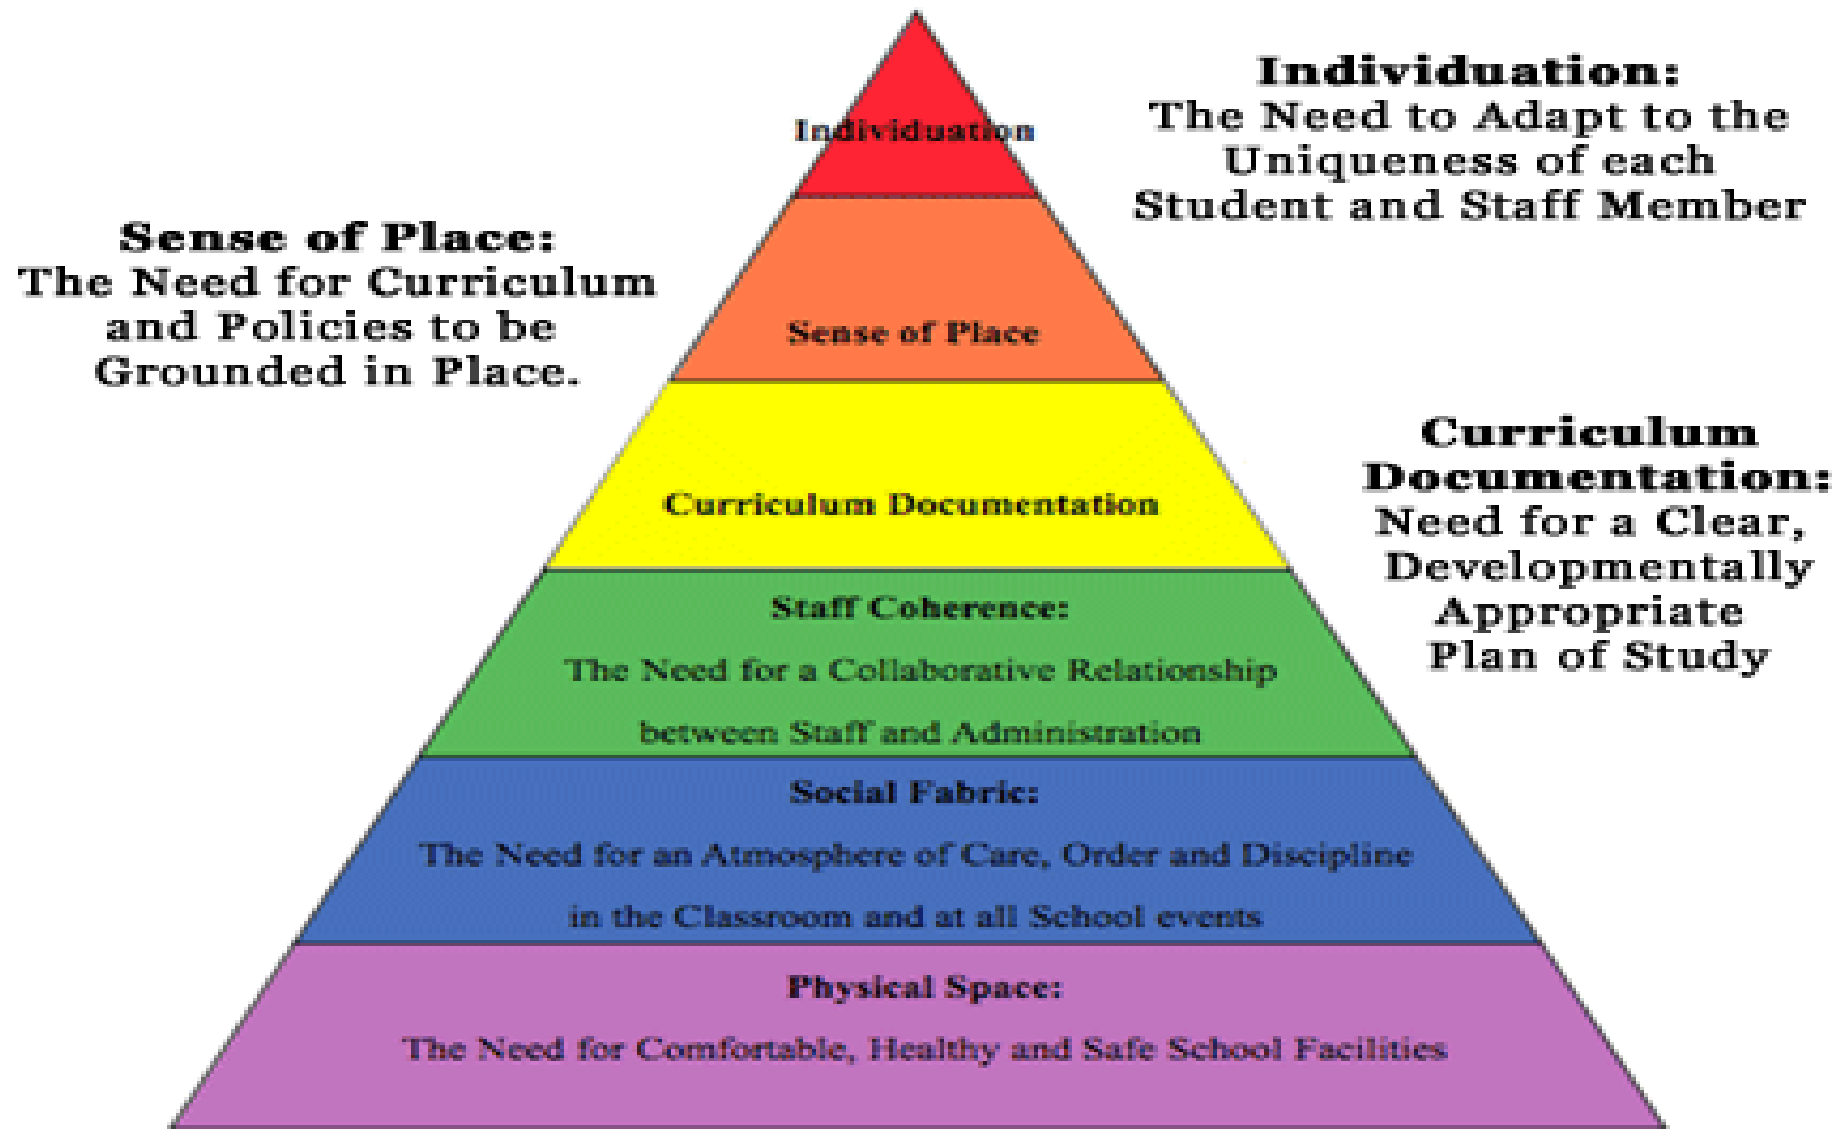 Individuation
Individuation:
The Need to Adapt to the
Uniqueness of each
Student and Staff Member
Sense of Place:
The Need for Curriculum
and Policies to be
Grounded in Place.
Sense of Place
Curriculum Documentation
Curriculum
Documentation:
Need for a Clear,
Developmentally
Appropriate
Plan of Study
Staff Coherence:
The Need for a Collaborative Relationship
between Staff and Administration
Social Fabric:
The Need for an Atmosphere of Care, Order and Discipline
in the Classroom and at all School events
Physical Space:
The Need for Comfortable, Healthy and Safe School Facilities